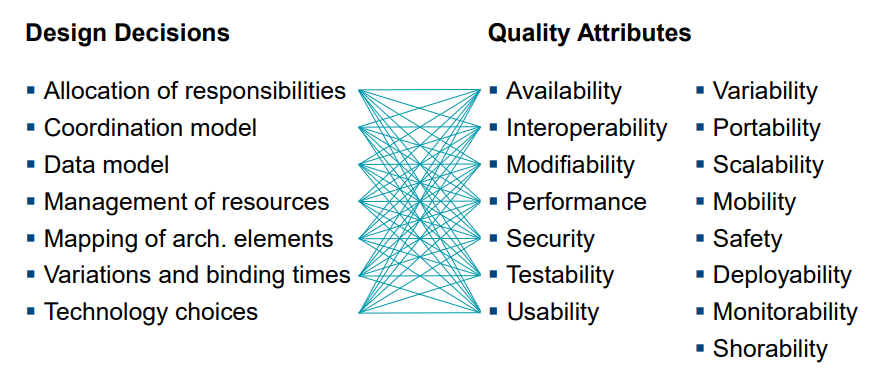 Design Decisions
▪ Allocation of responsibilities
▪ Coordination model
▪ Data model
▪ Management of resources
▪ Mapping of arch. elements
▪ Variations and binding times
▪ Technology choices
Quality Attributes
▪ Availability
▪ Interoperability
▪ Modifiability
▪ Performance
▪ Security
▪ Testability
▪ Usability
▪ Variability
▪ Portability
▪ Scalability
▪ Mobility
▪ Safety
▪ Deployability
▪ Monitorability
▪ Shorability